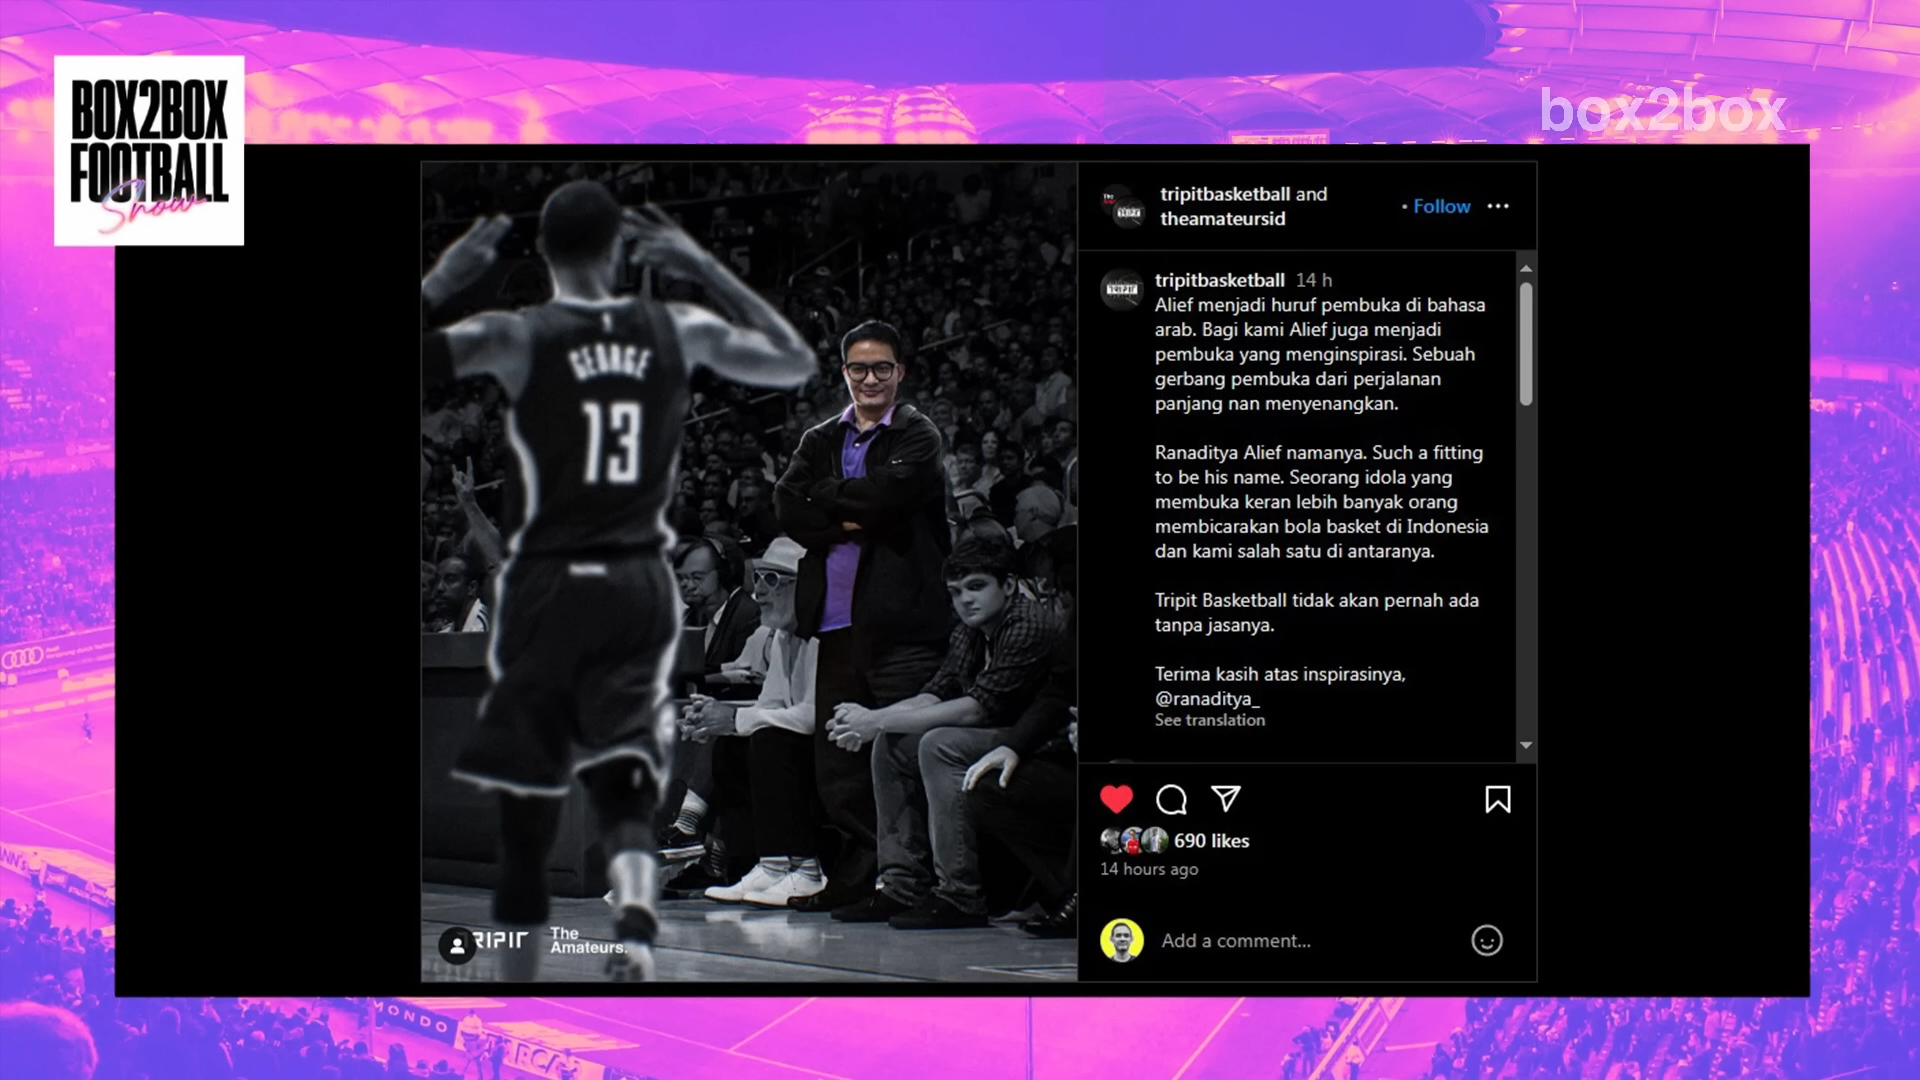 BOX2BOX
FOOTBALL
Show
box2box
GEORGE
13
TRIPIT
The
Amateurs.
tripitbasketball and
theamateursid
• Follow
tripitbasketball 14 h
Alief menjadi huruf pembuka di bahasa
arab. Bagi kami Alief juga menjadi
pembuka yang menginspirasi. Sebuah
gerbang pembuka dari perjalanan
panjang nan menyenangkan.
Ranaditya Alief namanya. Such a fitting
to be his name. Seorang idola yang
membuka keran lebih banyak orang
membicarakan bola basket di Indonesia
dan kami salah satu di antaranya.
Tripit Basketball tidak akan pernah ada
tanpa jasanya.
Terima kasih atas inspirasinya,
@ranaditya_
See translation
690 likes
14 hours ago
Add a comment...
Audi
MONDO